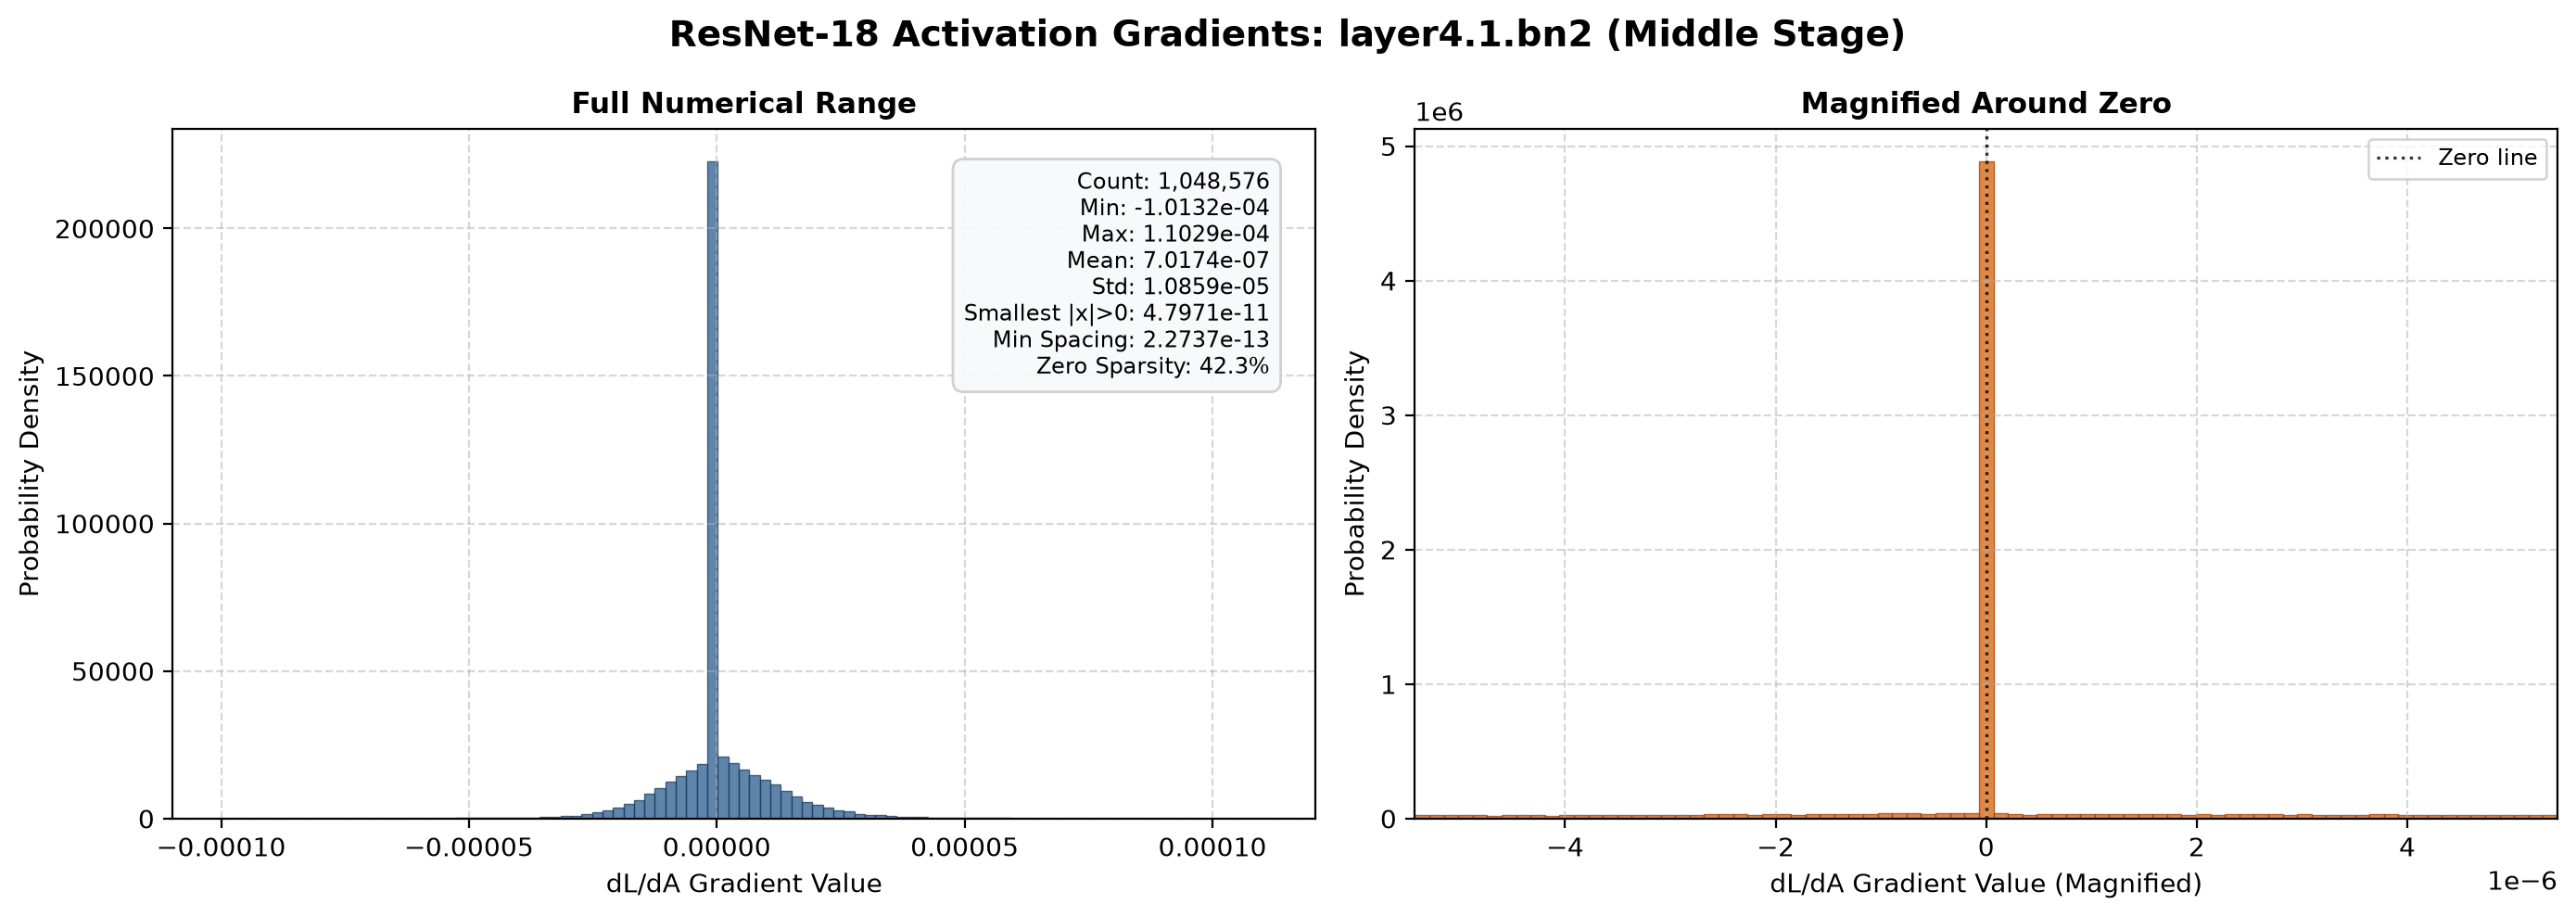 ResNet-18 Activation Gradients: layer4.1.bn2 (Middle Stage)
Full Numerical Range
Probability Density
200000
150000
100000
50000
0
−0.00010
−0.00005
0.00000
0.00005
0.00010
dL/dA Gradient Value
Count: 1,048,576
Min: -1.0132e-04
Max: 1.1029e-04
Mean: 7.0174e-07
Std: 1.0859e-05
Smallest |x|>0: 4.7971e-11
Min Spacing: 2.2737e-13
Zero Sparsity: 42.3%
Magnified Around Zero
1e6
Probability Density
5
4
3
2
1
0
−4
−2
0
2
4
1e−6
dL/dA Gradient Value (Magnified)
Zero line